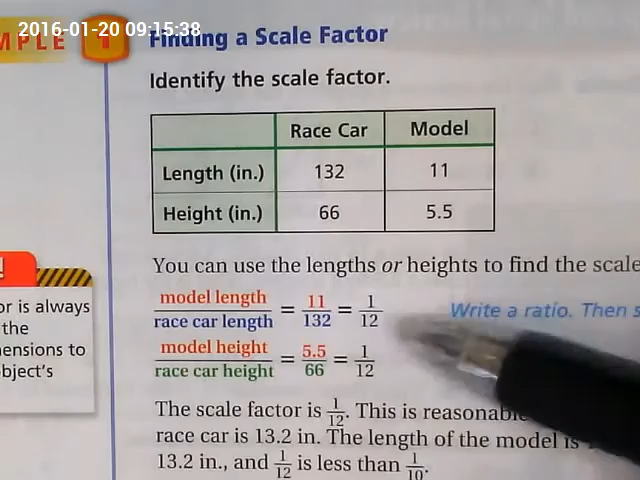 2016-01-20 09:15:38
MPLE 1 Finding a Scale Factor
Identify the scale factor.
Race Car Model
Length (in.) 132 11
Height (in.) 66 5.5
You can use the lengths or heights to find the scale
model length / race car length = 11/132 = 1/12
Write a ratio. Then s
model height / race car height = 5.5/66 = 1/12
The scale factor is 1/12. This is reasonable
race car is 13.2 in. The length of the model is
13.2 in., and 1/12 is less than 1/10.
!
or is always
the
ensions to
bject's